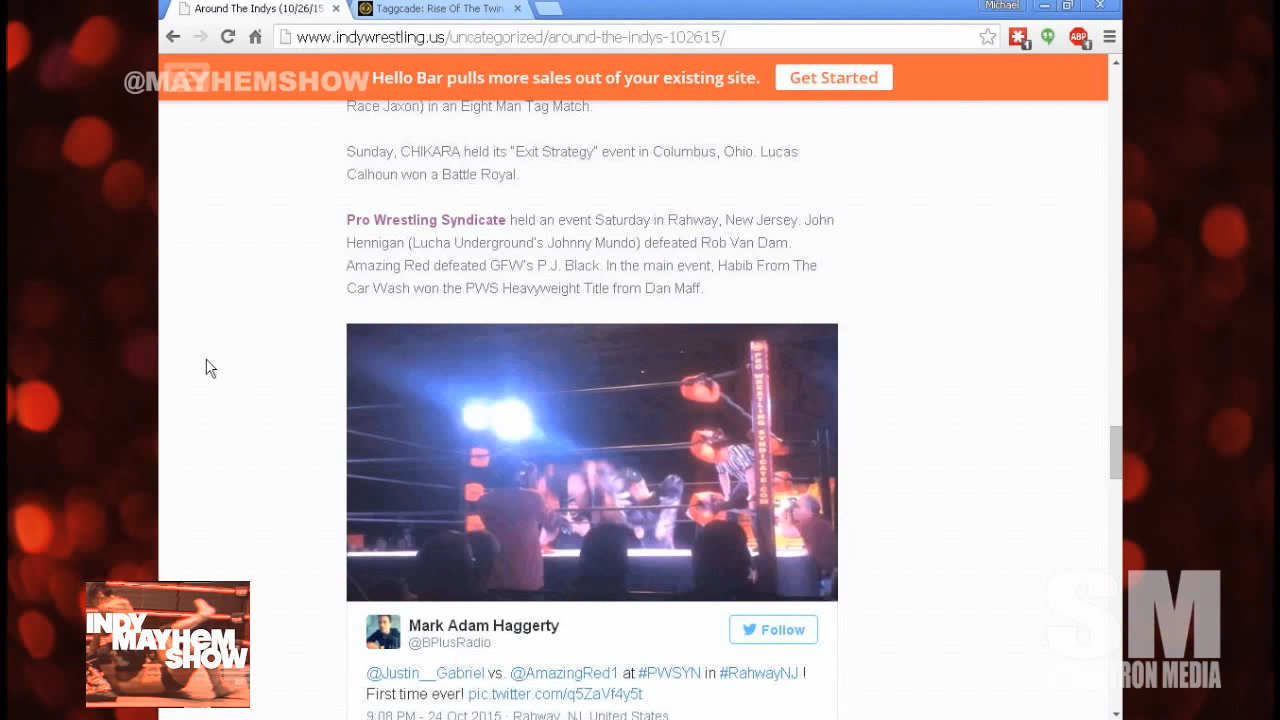 Around The Indys (10/26/15
Taggcade: Rise Of The Twin
Michael
www.indywrestling.us/uncategorized/around-the-indys-102615/
1
ABP
1
@MAYHEMSHOW
Hello Bar pulls more sales out of your existing site.
Get Started
Race Jaxon) in an Eight Man Tag Match.
Sunday, CHIKARA held its "Exit Strategy" event in Columbus, Ohio. Lucas
Calhoun won a Battle Royal.
Pro Wrestling Syndicate held an event Saturday in Rahway, New Jersey. John
Hennigan (Lucha Underground's Johnny Mundo) defeated Rob Van Dam.
Amazing Red defeated GFW's P.J. Black. In the main event, Habib From The
Car Wash won the PWS Heavyweight Title from Dan Maff.
PRO WRESTLING SYNDICATE.COM
Mark Adam Haggerty
@BPlusRadio
Follow
@Justin__Gabriel vs. @AmazingRed1 at #PWSYN in #RahwayNJ !
First time ever! pic.twitter.com/q5ZaVf4y5t
9:08 PM - 24 Oct 2015 - Rahway, NJ, United States
INDY
MAYHEM
SHOW
SM
TRON MEDIA